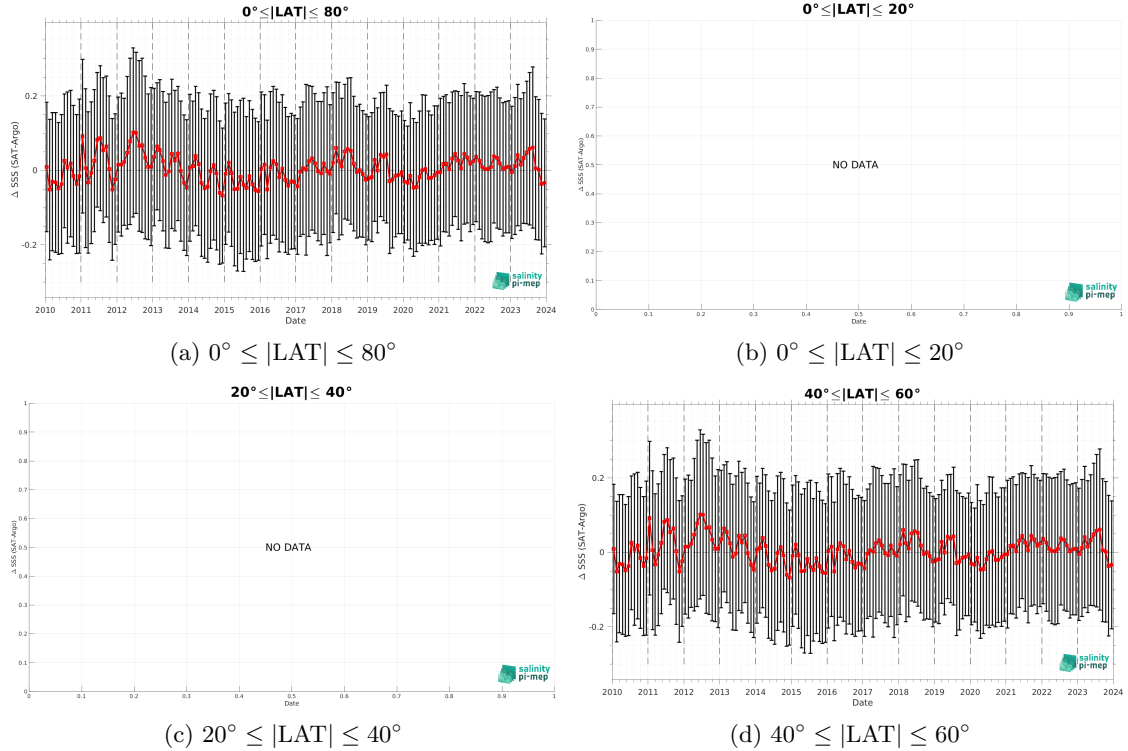 0°≤|LAT|≤ 80°
0.2
0
-0.2
Δ SSS (SAT-Argo)
2010 2011 2012 2013 2014 2015 2016 2017 2018 2019 2020 2021 2022 2023 2024
Date
salinity
pi-mep
(a) 0° ≤ |LAT| ≤ 80°
0°≤|LAT|≤ 20°
1
0.9
0.8
0.7
0.6
0.5
0.4
0.3
0.2
0.1
0
Δ SSS (SAT-Argo)
NO DATA
0 0.1 0.2 0.3 0.4 0.5 0.6 0.7 0.8 0.9 1
Date
salinity
pi-mep
(b) 0° ≤ |LAT| ≤ 20°
20°≤|LAT|≤ 40°
1
0.9
0.8
0.7
0.6
0.5
0.4
0.3
0.2
0.1
0
Δ SSS (SAT-Argo)
NO DATA
0 0.1 0.2 0.3 0.4 0.5 0.6 0.7 0.8 0.9 1
Date
salinity
pi-mep
(c) 20° ≤ |LAT| ≤ 40°
40°≤|LAT|≤ 60°
0.2
0
-0.2
Δ SSS (SAT-Argo)
2010 2011 2012 2013 2014 2015 2016 2017 2018 2019 2020 2021 2022 2023 2024
Date
salinity
pi-mep
(d) 40° ≤ |LAT| ≤ 60°